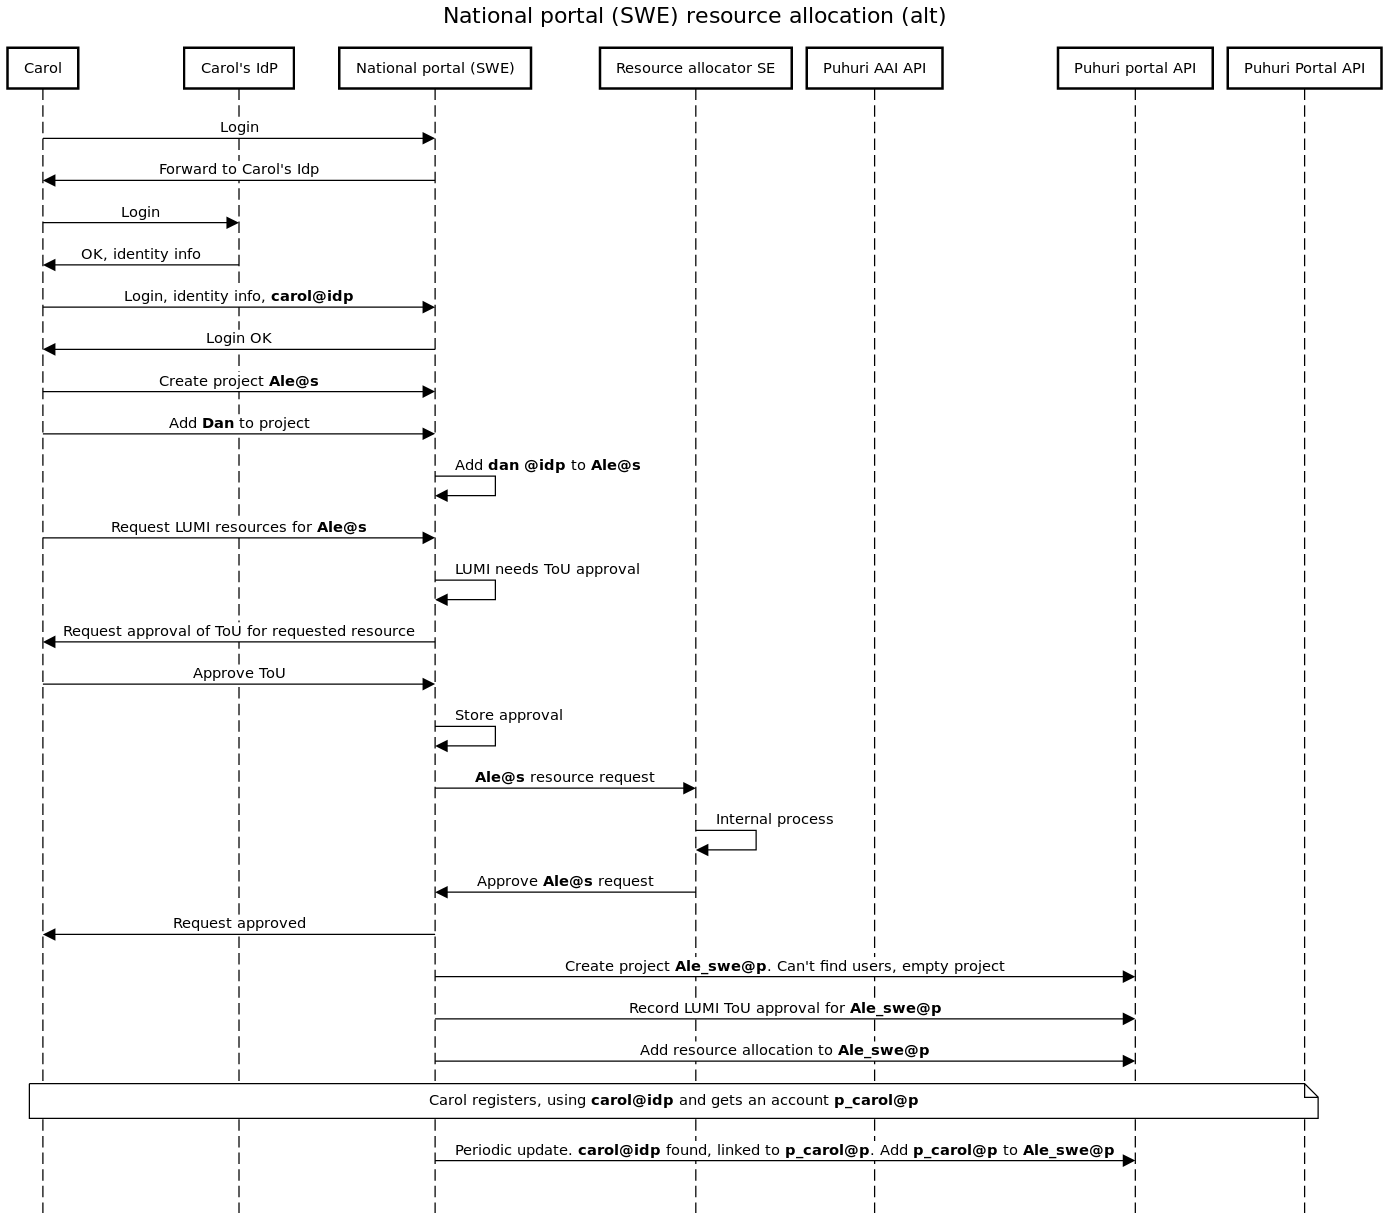 National portal (SWE) resource allocation (alt)
Carol
Carol's IdP
National portal (SWE)
Resource allocator SE
Puhuri AAI API
Puhuri portal API
Puhuri Portal API
Login
Forward to Carol's Idp
Login
OK, identity info
Login, identity info, carol@idp
Login OK
Create project Ale@s
Add Dan to project
Add dan @idp to Ale@s
Request LUMI resources for Ale@s
LUMI needs ToU approval
Request approval of ToU for requested resource
Approve ToU
Store approval
Ale@s resource request
Internal process
Approve Ale@s request
Request approved
Create project Ale_swe@p. Can't find users, empty project
Record LUMI ToU approval for Ale_swe@p
Add resource allocation to Ale_swe@p
Carol registers, using carol@idp and gets an account p_carol@p
Periodic update. carol@idp found, linked to p_carol@p. Add p_carol@p to Ale_swe@p